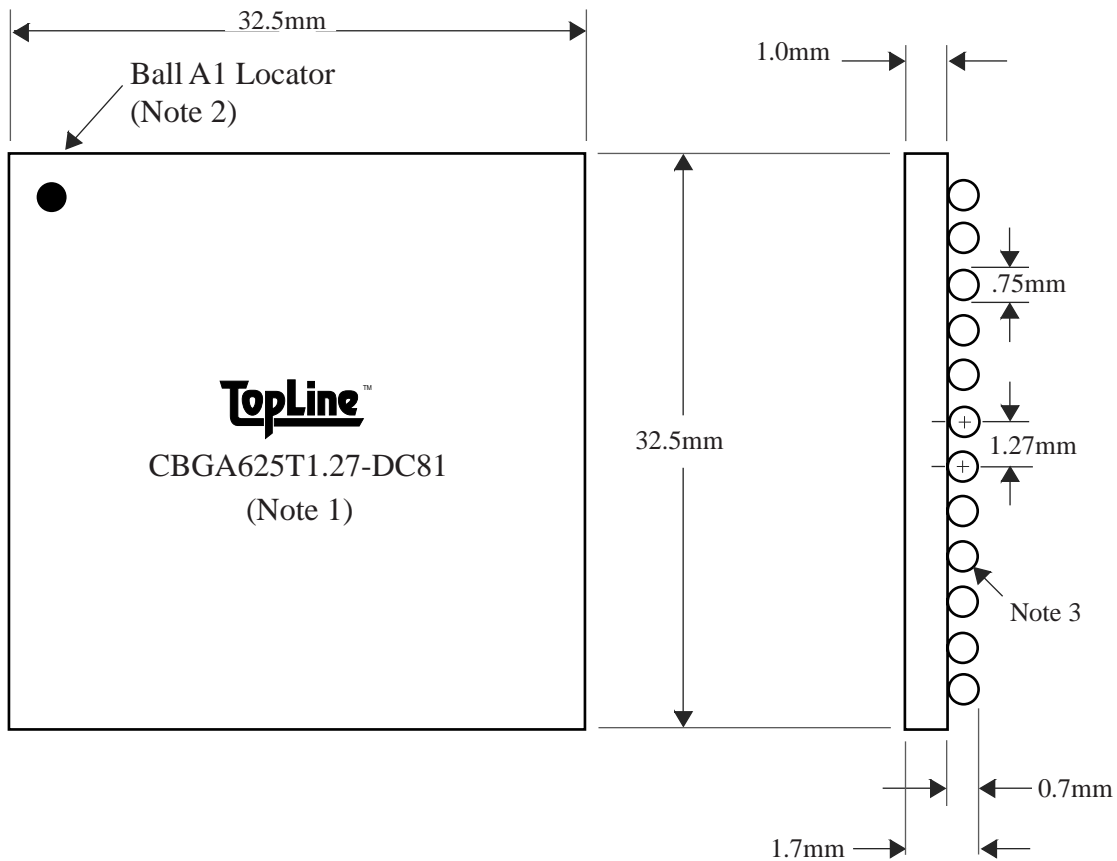 32.5mm
1.0mm
Ball A1 Locator
(Note 2)
.75mm
TopLine™
32.5mm
1.27mm
CBGA625T1.27-DC81
(Note 1)
Note 3
0.7mm
1.7mm